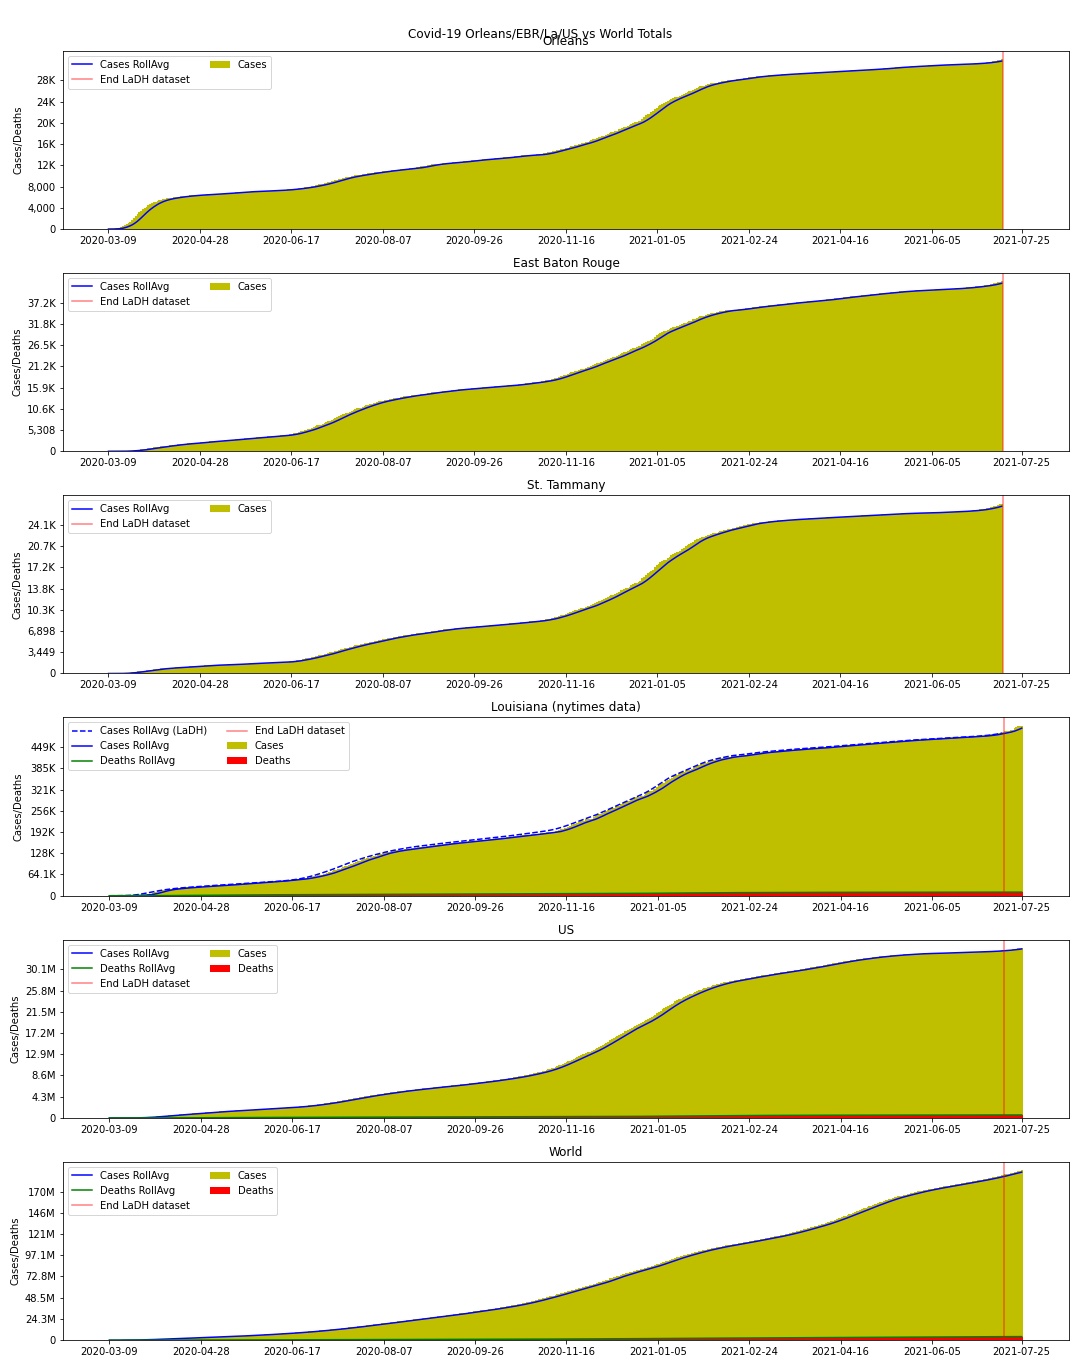 Covid-19 Orleans/EBR/La/US vs World Totals
Orleans
Cases RollAvg
End LaDH dataset
Cases
Cases/Deaths
28K
24K
20K
16K
12K
8,000
4,000
0
2020-03-09 2020-04-28 2020-06-17 2020-08-07 2020-09-26 2020-11-16 2021-01-05 2021-02-24 2021-04-16 2021-06-05 2021-07-25
East Baton Rouge
Cases RollAvg
End LaDH dataset
Cases
Cases/Deaths
37.2K
31.8K
26.5K
21.2K
15.9K
10.6K
5,308
0
2020-03-09 2020-04-28 2020-06-17 2020-08-07 2020-09-26 2020-11-16 2021-01-05 2021-02-24 2021-04-16 2021-06-05 2021-07-25
St. Tammany
Cases RollAvg
End LaDH dataset
Cases
Cases/Deaths
24.1K
20.7K
17.2K
13.8K
10.3K
6,898
3,449
0
2020-03-09 2020-04-28 2020-06-17 2020-08-07 2020-09-26 2020-11-16 2021-01-05 2021-02-24 2021-04-16 2021-06-05 2021-07-25
Louisiana (nytimes data)
Cases RollAvg (LaDH)
Cases RollAvg
Deaths RollAvg
End LaDH dataset
Cases
Deaths
Cases/Deaths
449K
385K
321K
256K
192K
128K
64.1K
0
2020-03-09 2020-04-28 2020-06-17 2020-08-07 2020-09-26 2020-11-16 2021-01-05 2021-02-24 2021-04-16 2021-06-05 2021-07-25
US
Cases RollAvg
Deaths RollAvg
End LaDH dataset
Cases
Deaths
Cases/Deaths
30.1M
25.8M
21.5M
17.2M
12.9M
8.6M
4.3M
0
2020-03-09 2020-04-28 2020-06-17 2020-08-07 2020-09-26 2020-11-16 2021-01-05 2021-02-24 2021-04-16 2021-06-05 2021-07-25
World
Cases RollAvg
Deaths RollAvg
End LaDH dataset
Cases
Deaths
Cases/Deaths
170M
146M
121M
97.1M
72.8M
48.5M
24.3M
0
2020-03-09 2020-04-28 2020-06-17 2020-08-07 2020-09-26 2020-11-16 2021-01-05 2021-02-24 2021-04-16 2021-06-05 2021-07-25